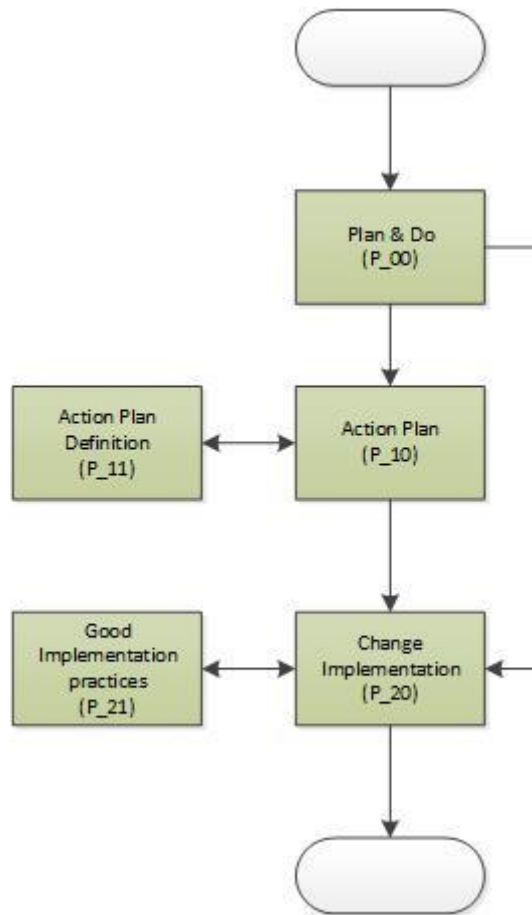 Plan & Do
(P_00)
Action Plan
Definition
(P_11)
Action Plan
(P_10)
Good
Implementation
practices
(P_21)
Change
Implementation
(P_20)